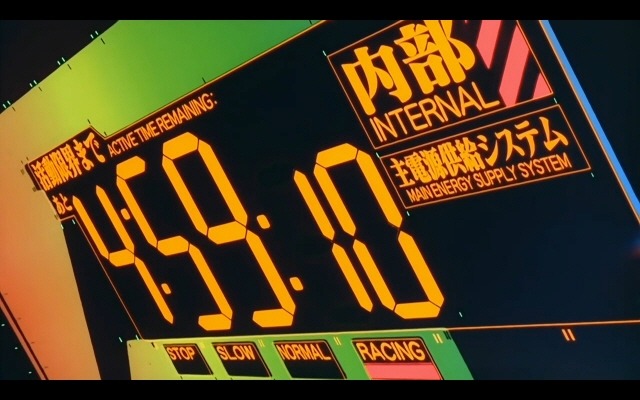 活動限界まで
ACTIVE TIME REMAINING:
あと
4:59:10
内部
INTERNAL
主電源供給システム
MAIN ENERGY SUPPLY SYSTEM
STOP
SLOW
NORMAL
RACING